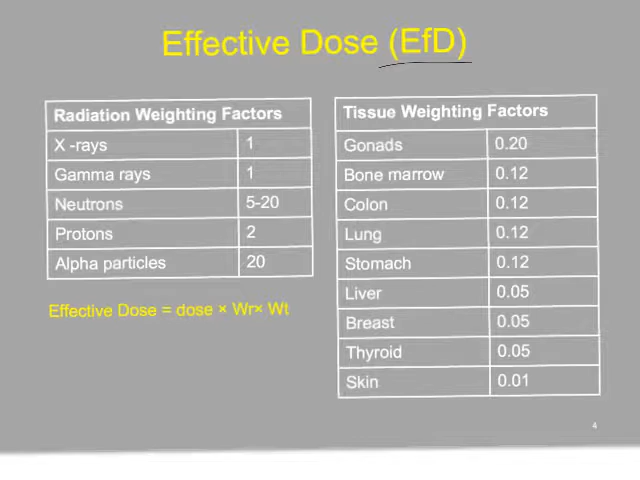 Effective Dose (EfD)
Radiation Weighting Factors
X -rays 1
Gamma rays 1
Neutrons 5-20
Protons 2
Alpha particles 20
Effective Dose = dose × Wr× Wt
Tissue Weighting Factors
Gonads 0.20
Bone marrow 0.12
Colon 0.12
Lung 0.12
Stomach 0.12
Liver 0.05
Breast 0.05
Thyroid 0.05
Skin 0.01
4